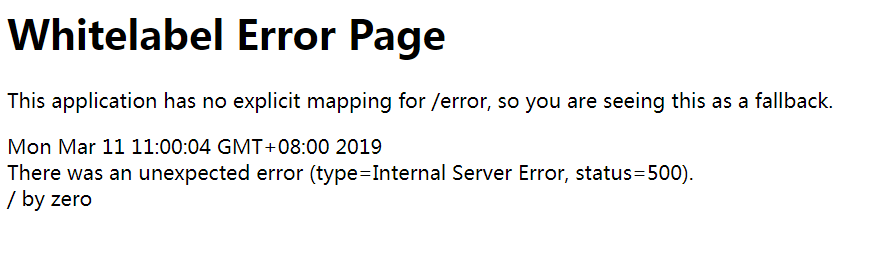 Whitelabel Error Page
This application has no explicit mapping for /error, so you are seeing this as a fallback.
Mon Mar 11 11:00:04 GMT+08:00 2019
There was an unexpected error (type=Internal Server Error, status=500).
/ by zero